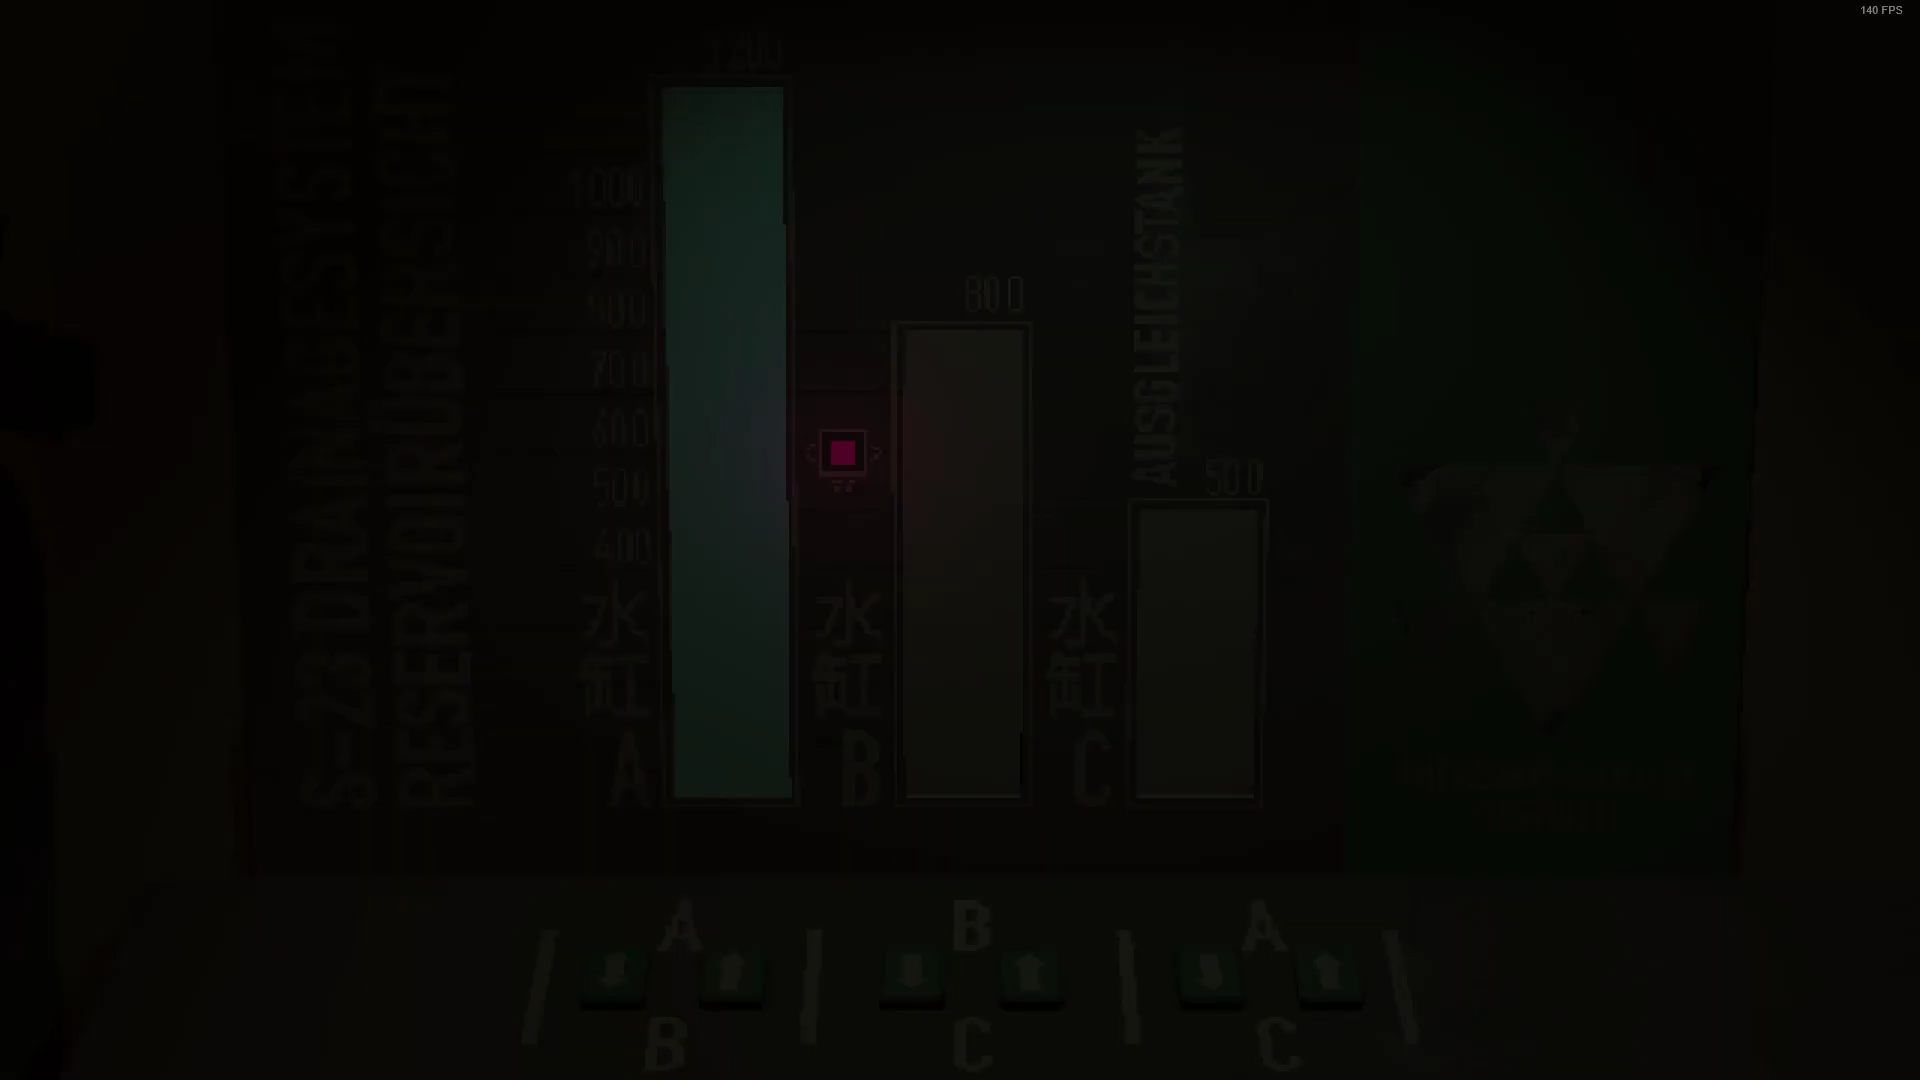 140 FPS
S-23 DRAINAGESYSTEM
RESERVOIRÜBERSICHT
1200
1000
900
800
700
600
500
400
水缸
A
800
水缸
B
AUSGLEICHSTANK
500
水缸
C
A
B
B
C
A
C